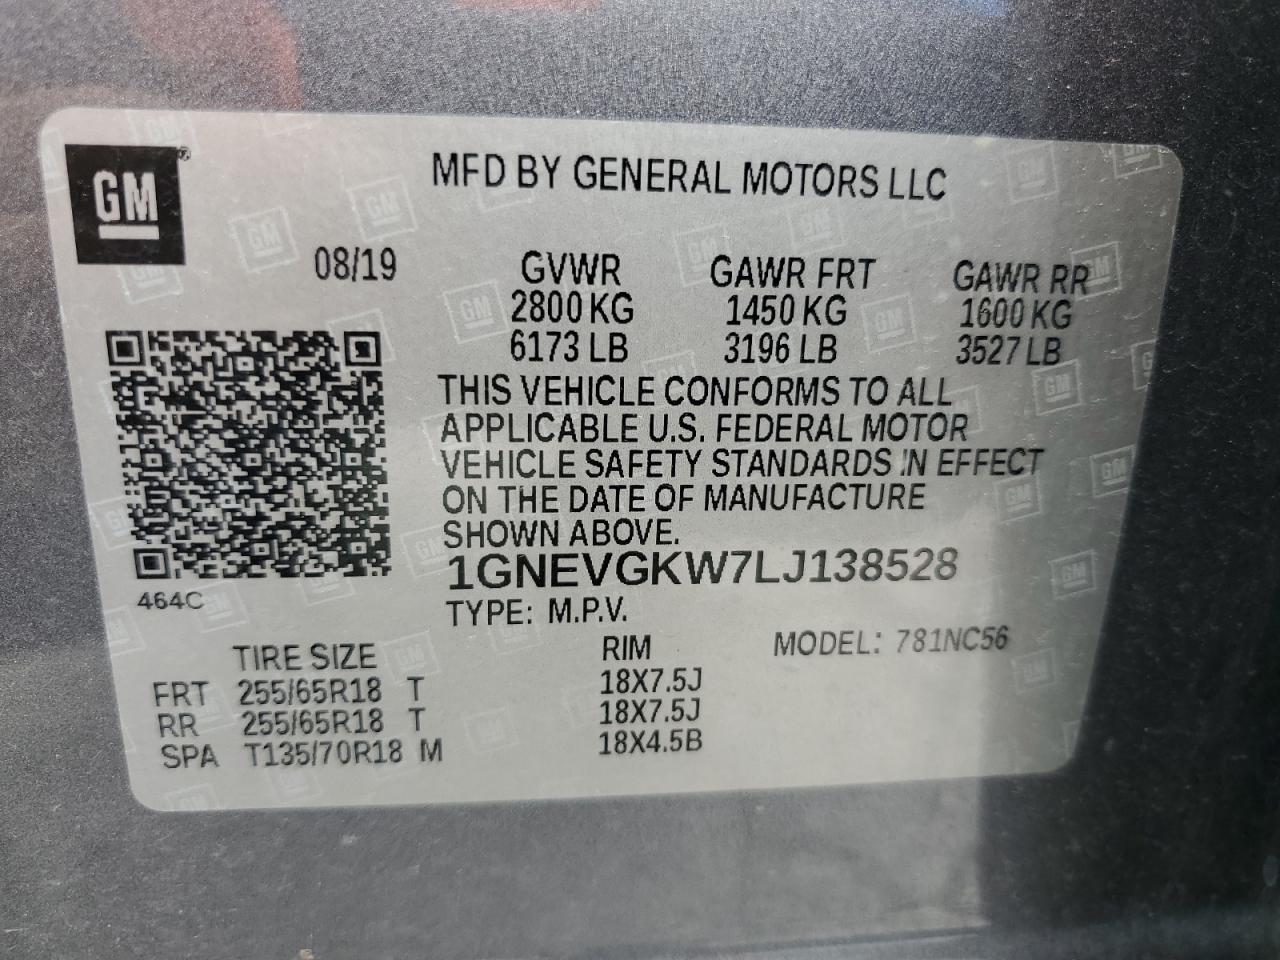 GM
MFD BY GENERAL MOTORS LLC
08/19 GVWR GAWR FRT GAWR RR
2800 KG 1450 KG 1600 KG
6173 LB 3196 LB 3527 LB
THIS VEHICLE CONFORMS TO ALL
APPLICABLE U.S. FEDERAL MOTOR
VEHICLE SAFETY STANDARDS IN EFFECT
ON THE DATE OF MANUFACTURE
SHOWN ABOVE.
1GNEVGKW7LJ138528
464C
TYPE: M.P.V.
TIRE SIZE RIM MODEL: 781NC56
FRT 255/65R18 T 18X7.5J
RR 255/65R18 T 18X7.5J
SPA T135/70R18 M 18X4.5B